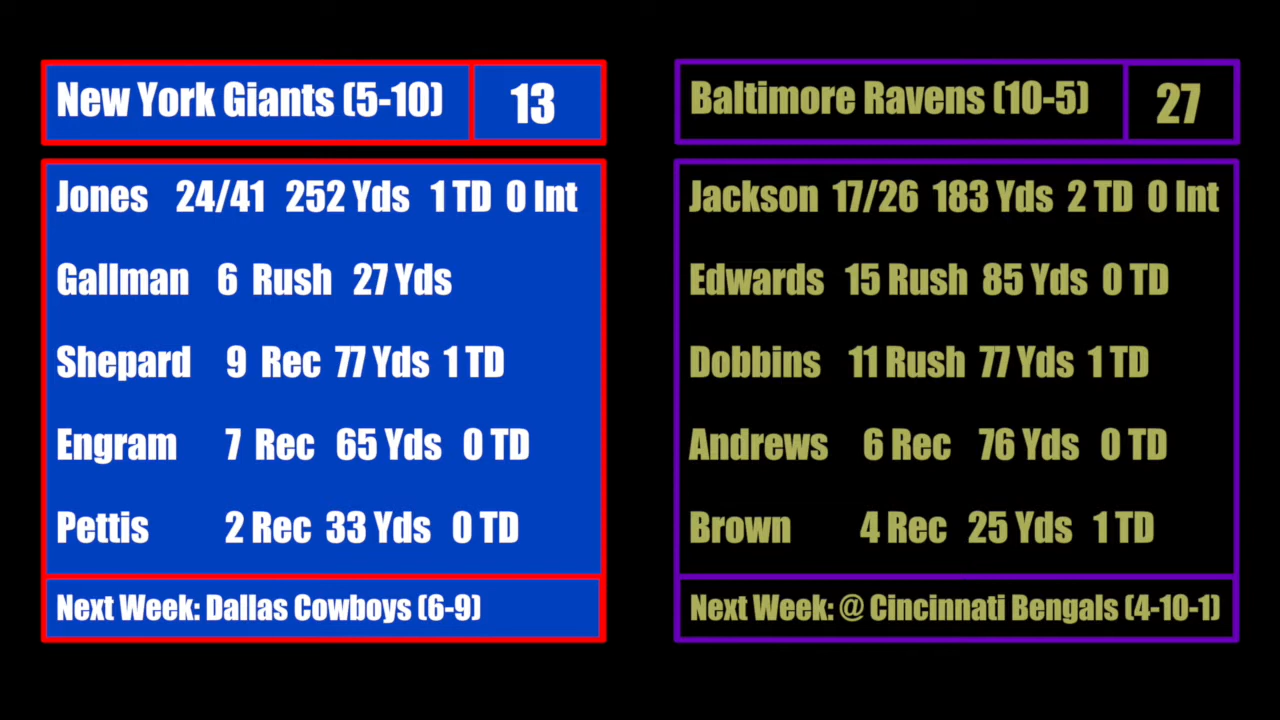 New York Giants (5-10) 13
Jones 24/41 252 Yds 1 TD 0 Int
Gallman 6 Rush 27 Yds
Shepard 9 Rec 77 Yds 1 TD
Engram 7 Rec 65 Yds 0 TD
Pettis 2 Rec 33 Yds 0 TD
Next Week: Dallas Cowboys (6-9)
Baltimore Ravens (10-5) 27
Jackson 17/26 183 Yds 2 TD 0 Int
Edwards 15 Rush 85 Yds 0 TD
Dobbins 11 Rush 77 Yds 1 TD
Andrews 6 Rec 76 Yds 0 TD
Brown 4 Rec 25 Yds 1 TD
Next Week: @ Cincinnati Bengals (4-10-1)